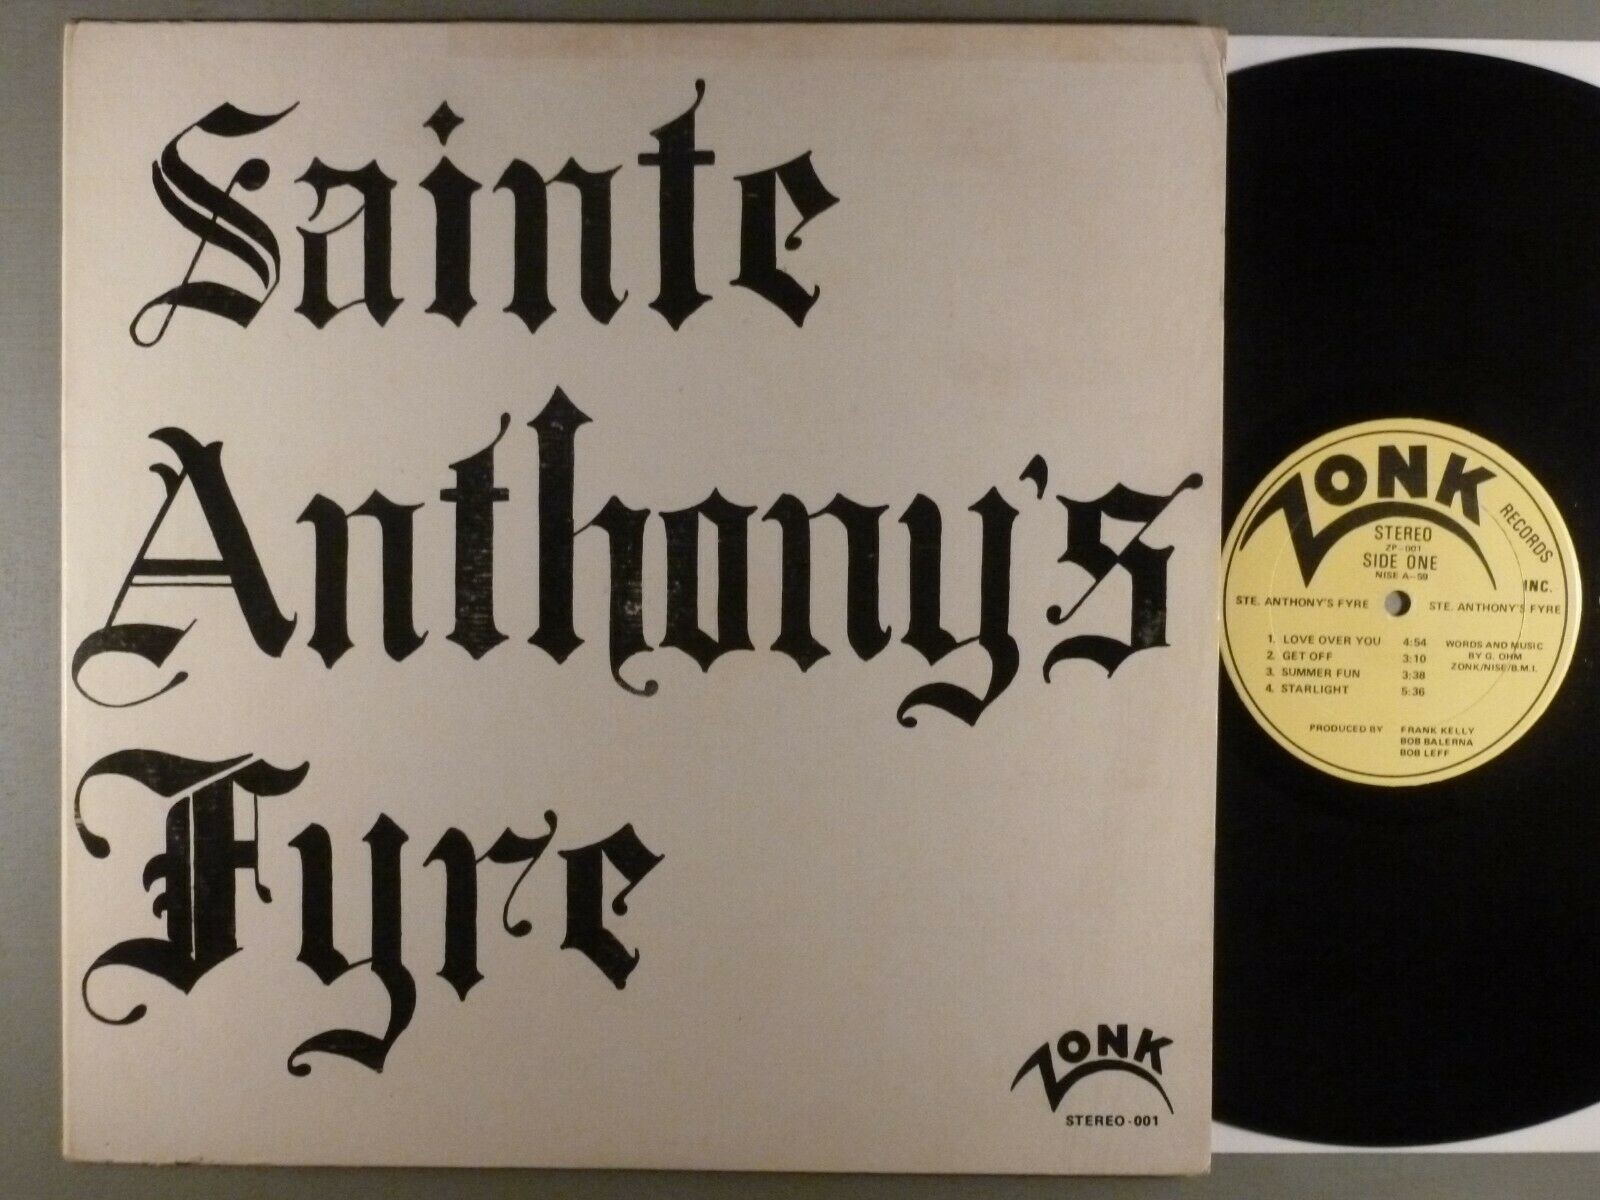 Sainte
Anthony's
Fyre
ZONK
STEREO-001
ZONK
RECORDS
INC.
STEREO
ZP-001
SIDE ONE
NISE A-59
STE. ANTHONY'S FYRE
STE. ANTHONY'S FYRE
1. LOVE OVER YOU 4:54
2. GET OFF 3:10
3. SUMMER FUN 3:38
4. STARLIGHT 5:36
WORDS AND MUSIC
BY G. OHM
ZONK/NISE/B.M.I.
PRODUCED BY FRANK KELLY
BOB BALERNA
BOB LEFF